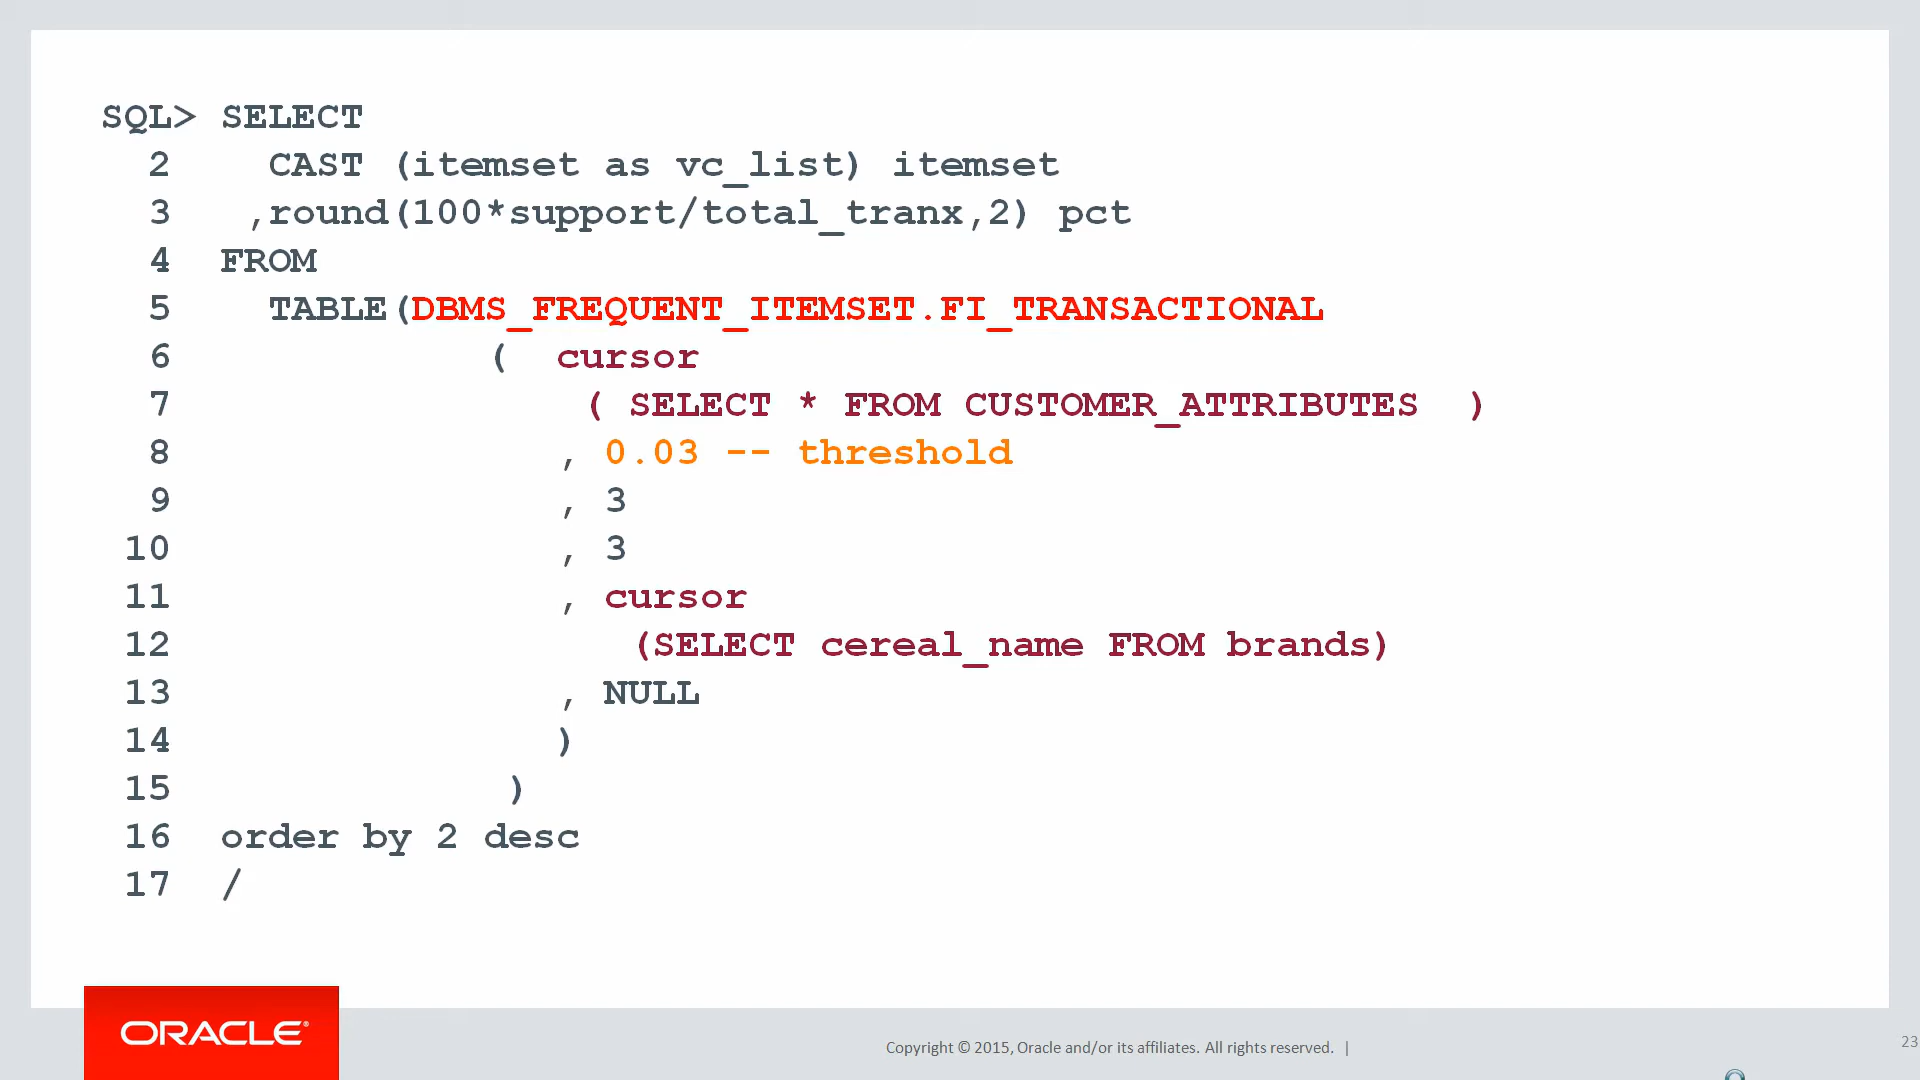 SQL> SELECT
2 CAST (itemset as vc_list) itemset
3 ,round(100*support/total_tranx,2) pct
4 FROM
5 TABLE(DBMS_FREQUENT_ITEMSET.FI_TRANSACTIONAL
6 ( cursor
7 ( SELECT * FROM CUSTOMER_ATTRIBUTES )
8 , 0.03 -- threshold
9 , 3
10 , 3
11 , cursor
12 (SELECT cereal_name FROM brands)
13 , NULL
14 )
15 )
16 order by 2 desc
17 /
ORACLE®
Copyright © 2015, Oracle and/or its affiliates. All rights reserved. |
23